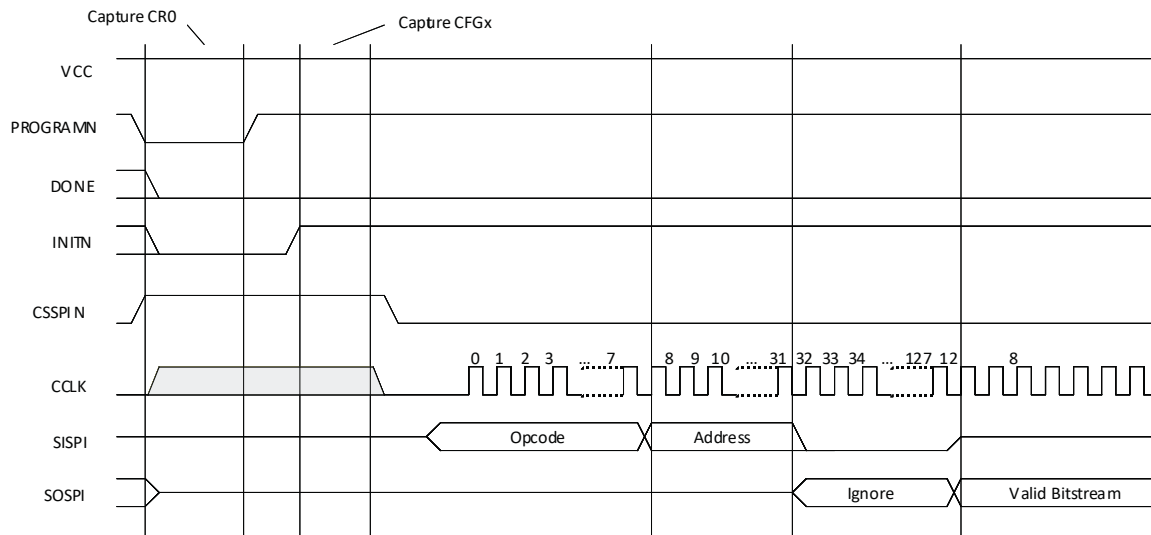 Capture CR0
Capture CFGx
VCC
PROGRAMN
DONE
INITN
CSSPIN
CCLK
0 1 2 3 ... 7 8 9 10 ... 31 32 33 34 ... 127 12 8
SISPI
Opcode
Address
SOSPI
Ignore
Valid Bitstream